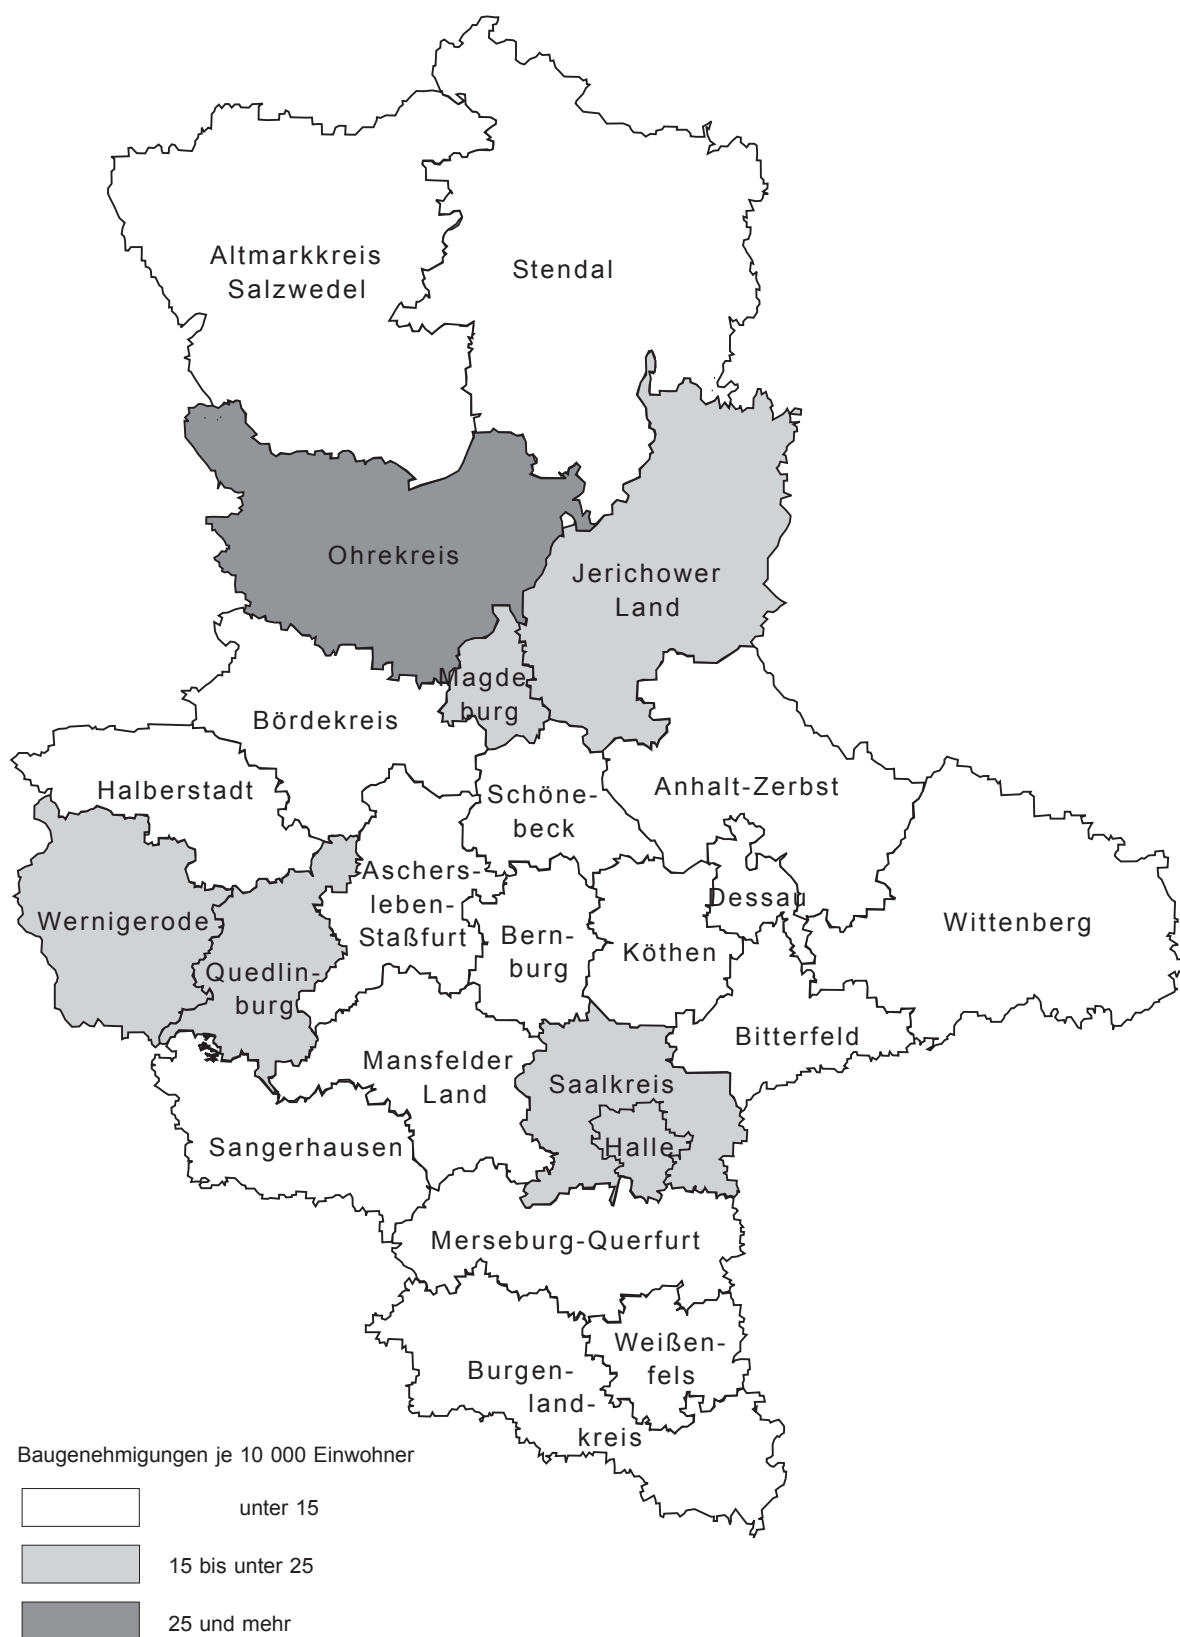 Altmarkkreis
Salzwedel
Stendal
Ohrekreis
Jerichower
Land
Magde
burg
Bördekreis
Halberstadt
Schöne-
beck
Anhalt-Zerbst
Aschers-
leben-
Staßfurt
Wernigerode
Quedlin-
burg
Bern-
burg
Köthen
Dessau
Wittenberg
Bitterfeld
Mansfelder
Land
Saalkreis
Halle
Sangerhausen
Merseburg-Querfurt
Weißen-
fels
Burgen-
land-
kreis
Baugenehmigungen je 10 000 Einwohner
unter 15
15 bis unter 25
25 und mehr